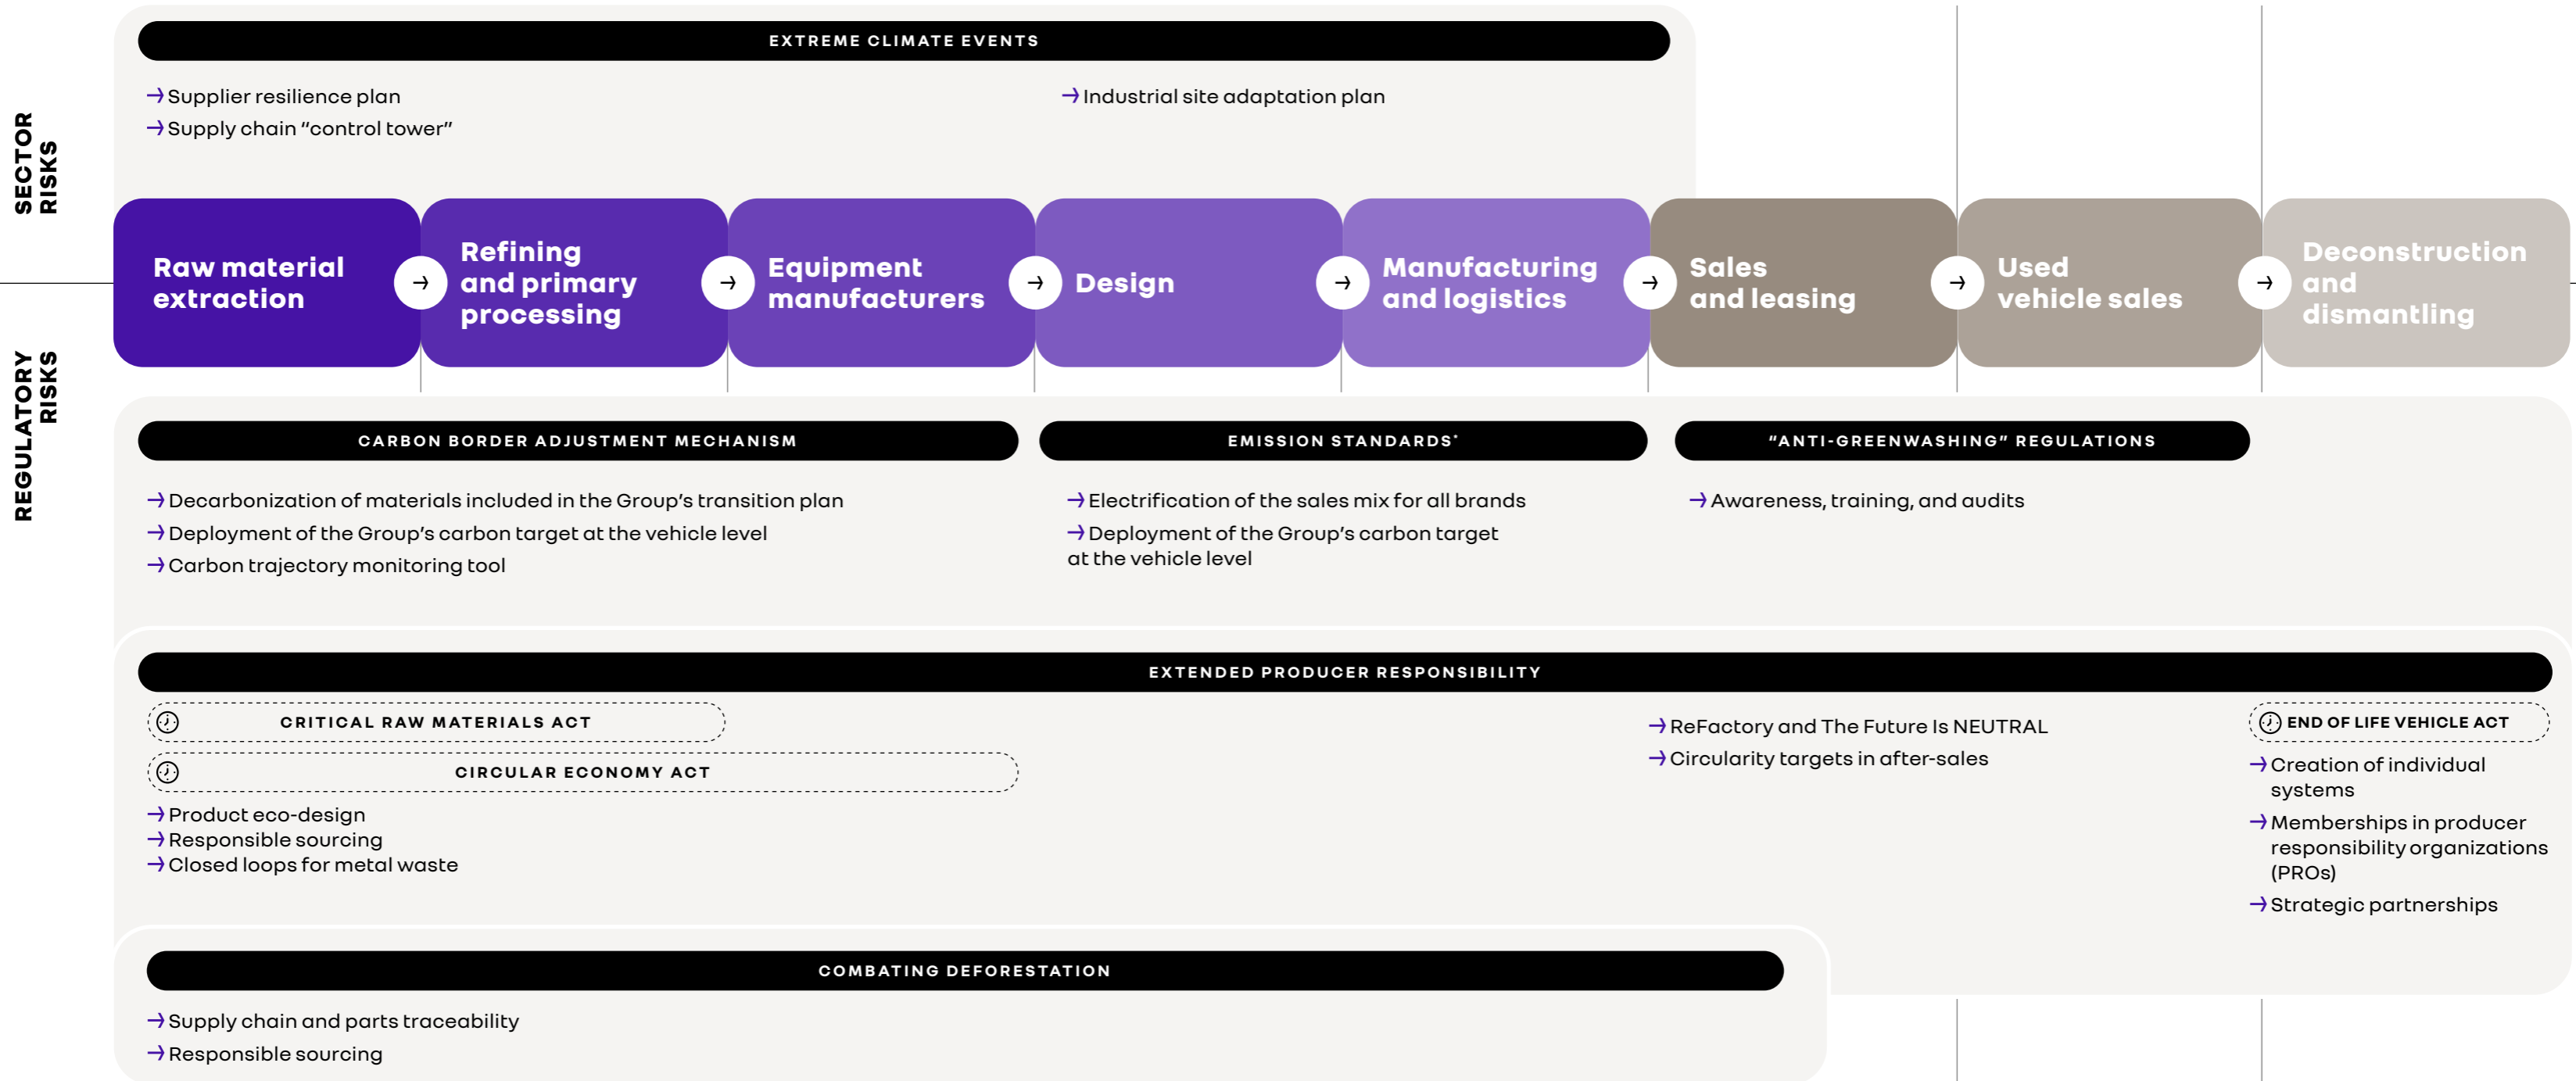 EXTREME CLIMATE EVENTS
→ Supplier resilience plan
→ Supply chain “control tower”
→ Industrial site adaptation plan
SECTOR
RISKS
Raw material
extraction
Refining
and primary
processing
Equipment
manufacturers
Design
Manufacturing
and logistics
Sales
and leasing
Used
vehicle sales
Deconstruction
and
dismantling
REGULATORY
RISKS
CARBON BORDER ADJUSTMENT MECHANISM
→ Decarbonization of materials included in the Group’s transition plan
→ Deployment of the Group’s carbon target at the vehicle level
→ Carbon trajectory monitoring tool
EMISSION STANDARDS*
→ Electrification of the sales mix for all brands
→ Deployment of the Group’s carbon target
at the vehicle level
“ANTI-GREENWASHING” REGULATIONS
→ Awareness, training, and audits
EXTENDED PRODUCER RESPONSIBILITY
CRITICAL RAW MATERIALS ACT
CIRCULAR ECONOMY ACT
→ Product eco-design
→ Responsible sourcing
→ Closed loops for metal waste
→ ReFactory and The Future Is NEUTRAL
→ Circularity targets in after-sales
END OF LIFE VEHICLE ACT
→ Creation of individual
systems
→ Memberships in producer
responsibility organizations
(PROs)
→ Strategic partnerships
COMBATING DEFORESTATION
→ Supply chain and parts traceability
→ Responsible sourcing